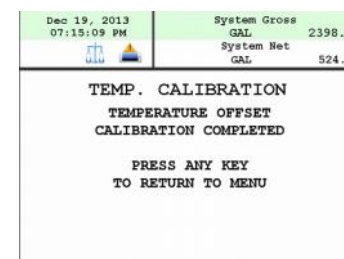 Dec 19, 2013
07:15:09 PM
System Gross
GAL 2398.
System Net
GAL 524.
TEMP. CALIBRATION
TEMPERATURE OFFSET
CALIBRATION COMPLETED
PRESS ANY KEY
TO RETURN TO MENU